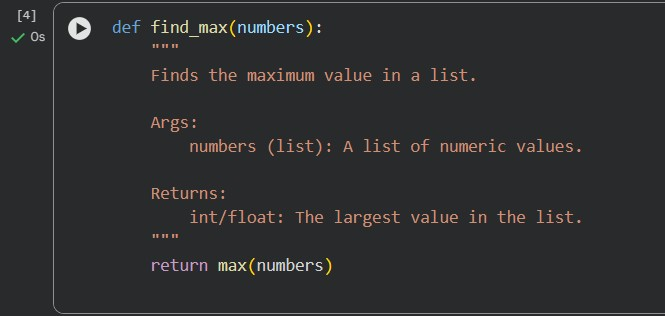 [4]
0s
def find_max(numbers):
    """
    Finds the maximum value in a list.

    Args:
        numbers (list): A list of numeric values.

    Returns:
        int/float: The largest value in the list.
    """
    return max(numbers)